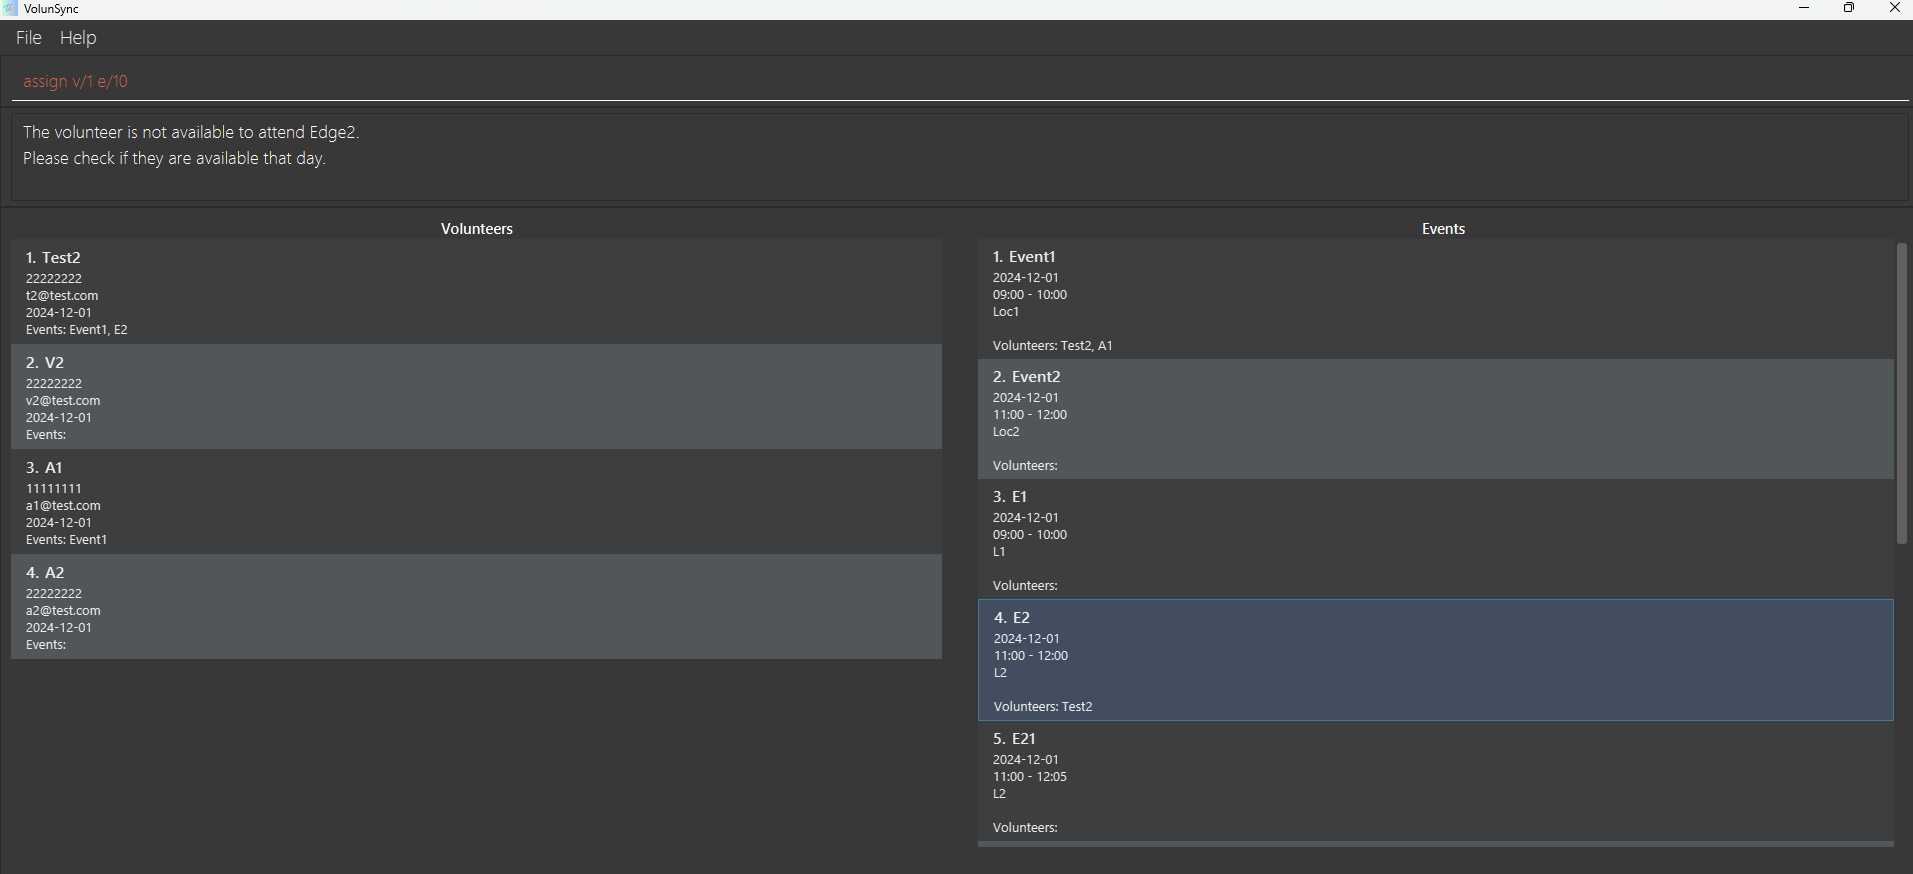 VolunSync
File Help
assign v/1 e/10
The volunteer is not available to attend Edge2.
Please check if they are available that day.
Volunteers
1. Test2
22222222
t2@test.com
2024-12-01
Events: Event1, E2
2. V2
22222222
v2@test.com
2024-12-01
Events:
3. A1
11111111
a1@test.com
2024-12-01
Events: Event1
4. A2
22222222
a2@test.com
2024-12-01
Events:
Events
1. Event1
2024-12-01
09:00 - 10:00
Loc1
Volunteers: Test2, A1
2. Event2
2024-12-01
11:00 - 12:00
Loc2
Volunteers:
3. E1
2024-12-01
09:00 - 10:00
L1
Volunteers:
4. E2
2024-12-01
11:00 - 12:00
L2
Volunteers: Test2
5. E21
2024-12-01
11:00 - 12:05
L2
Volunteers: